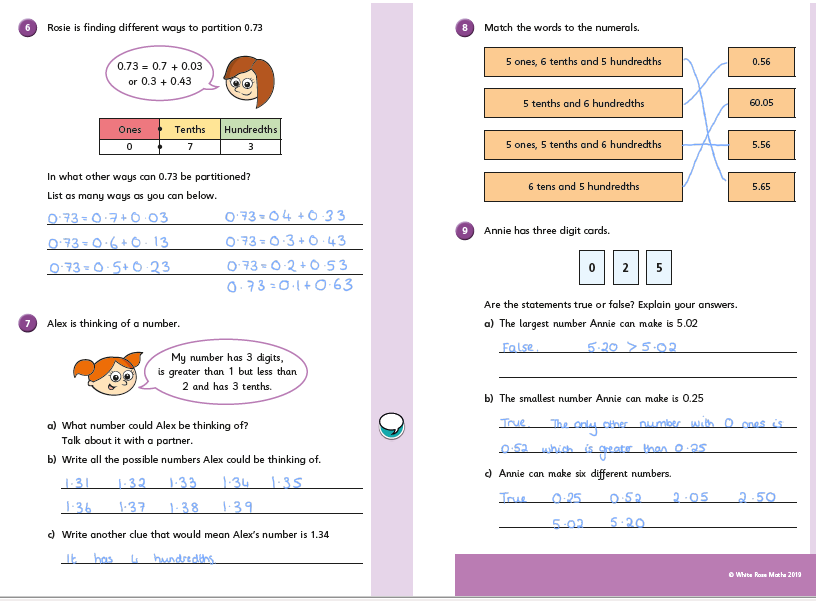 6 Rosie is finding different ways to partition 0.73
0.73 = 0.7 + 0.03
or 0.3 + 0.43
Ones Tenths Hundredths
0 7 3
In what other ways can 0.73 be partitioned?
List as many ways as you can below.
0.73 = 0.7 + 0.03 0.73 = 0.4 + 0.33
0.73 = 0.6 + 0.13 0.73 = 0.3 + 0.43
0.73 = 0.5 + 0.23 0.73 = 0.2 + 0.53
0.73 = 0.1 + 0.63
7 Alex is thinking of a number.
My number has 3 digits,
is greater than 1 but less than
2 and has 3 tenths.
a) What number could Alex be thinking of?
Talk about it with a partner.
b) Write all the possible numbers Alex could be thinking of.
1.31 1.32 1.33 1.34 1.35
1.36 1.37 1.38 1.39
c) Write another clue that would mean Alex's number is 1.34
It has 4 hundredths
8 Match the words to the numerals.
5 ones, 6 tenths and 5 hundredths 0.56
5 tenths and 6 hundredths 60.05
5 ones, 5 tenths and 6 hundredths 5.56
6 tens and 5 hundredths 5.65
9 Annie has three digit cards.
0 2 5
Are the statements true or false? Explain your answers.
a) The largest number Annie can make is 5.02
False. 5.20 > 5.02
b) The smallest number Annie can make is 0.25
True. The only other number with 0 ones is
0.52 which is greater than 0.25
c) Annie can make six different numbers.
True 0.25 0.52 2.05 2.50
5.02 5.20
© White Rose Maths 2019